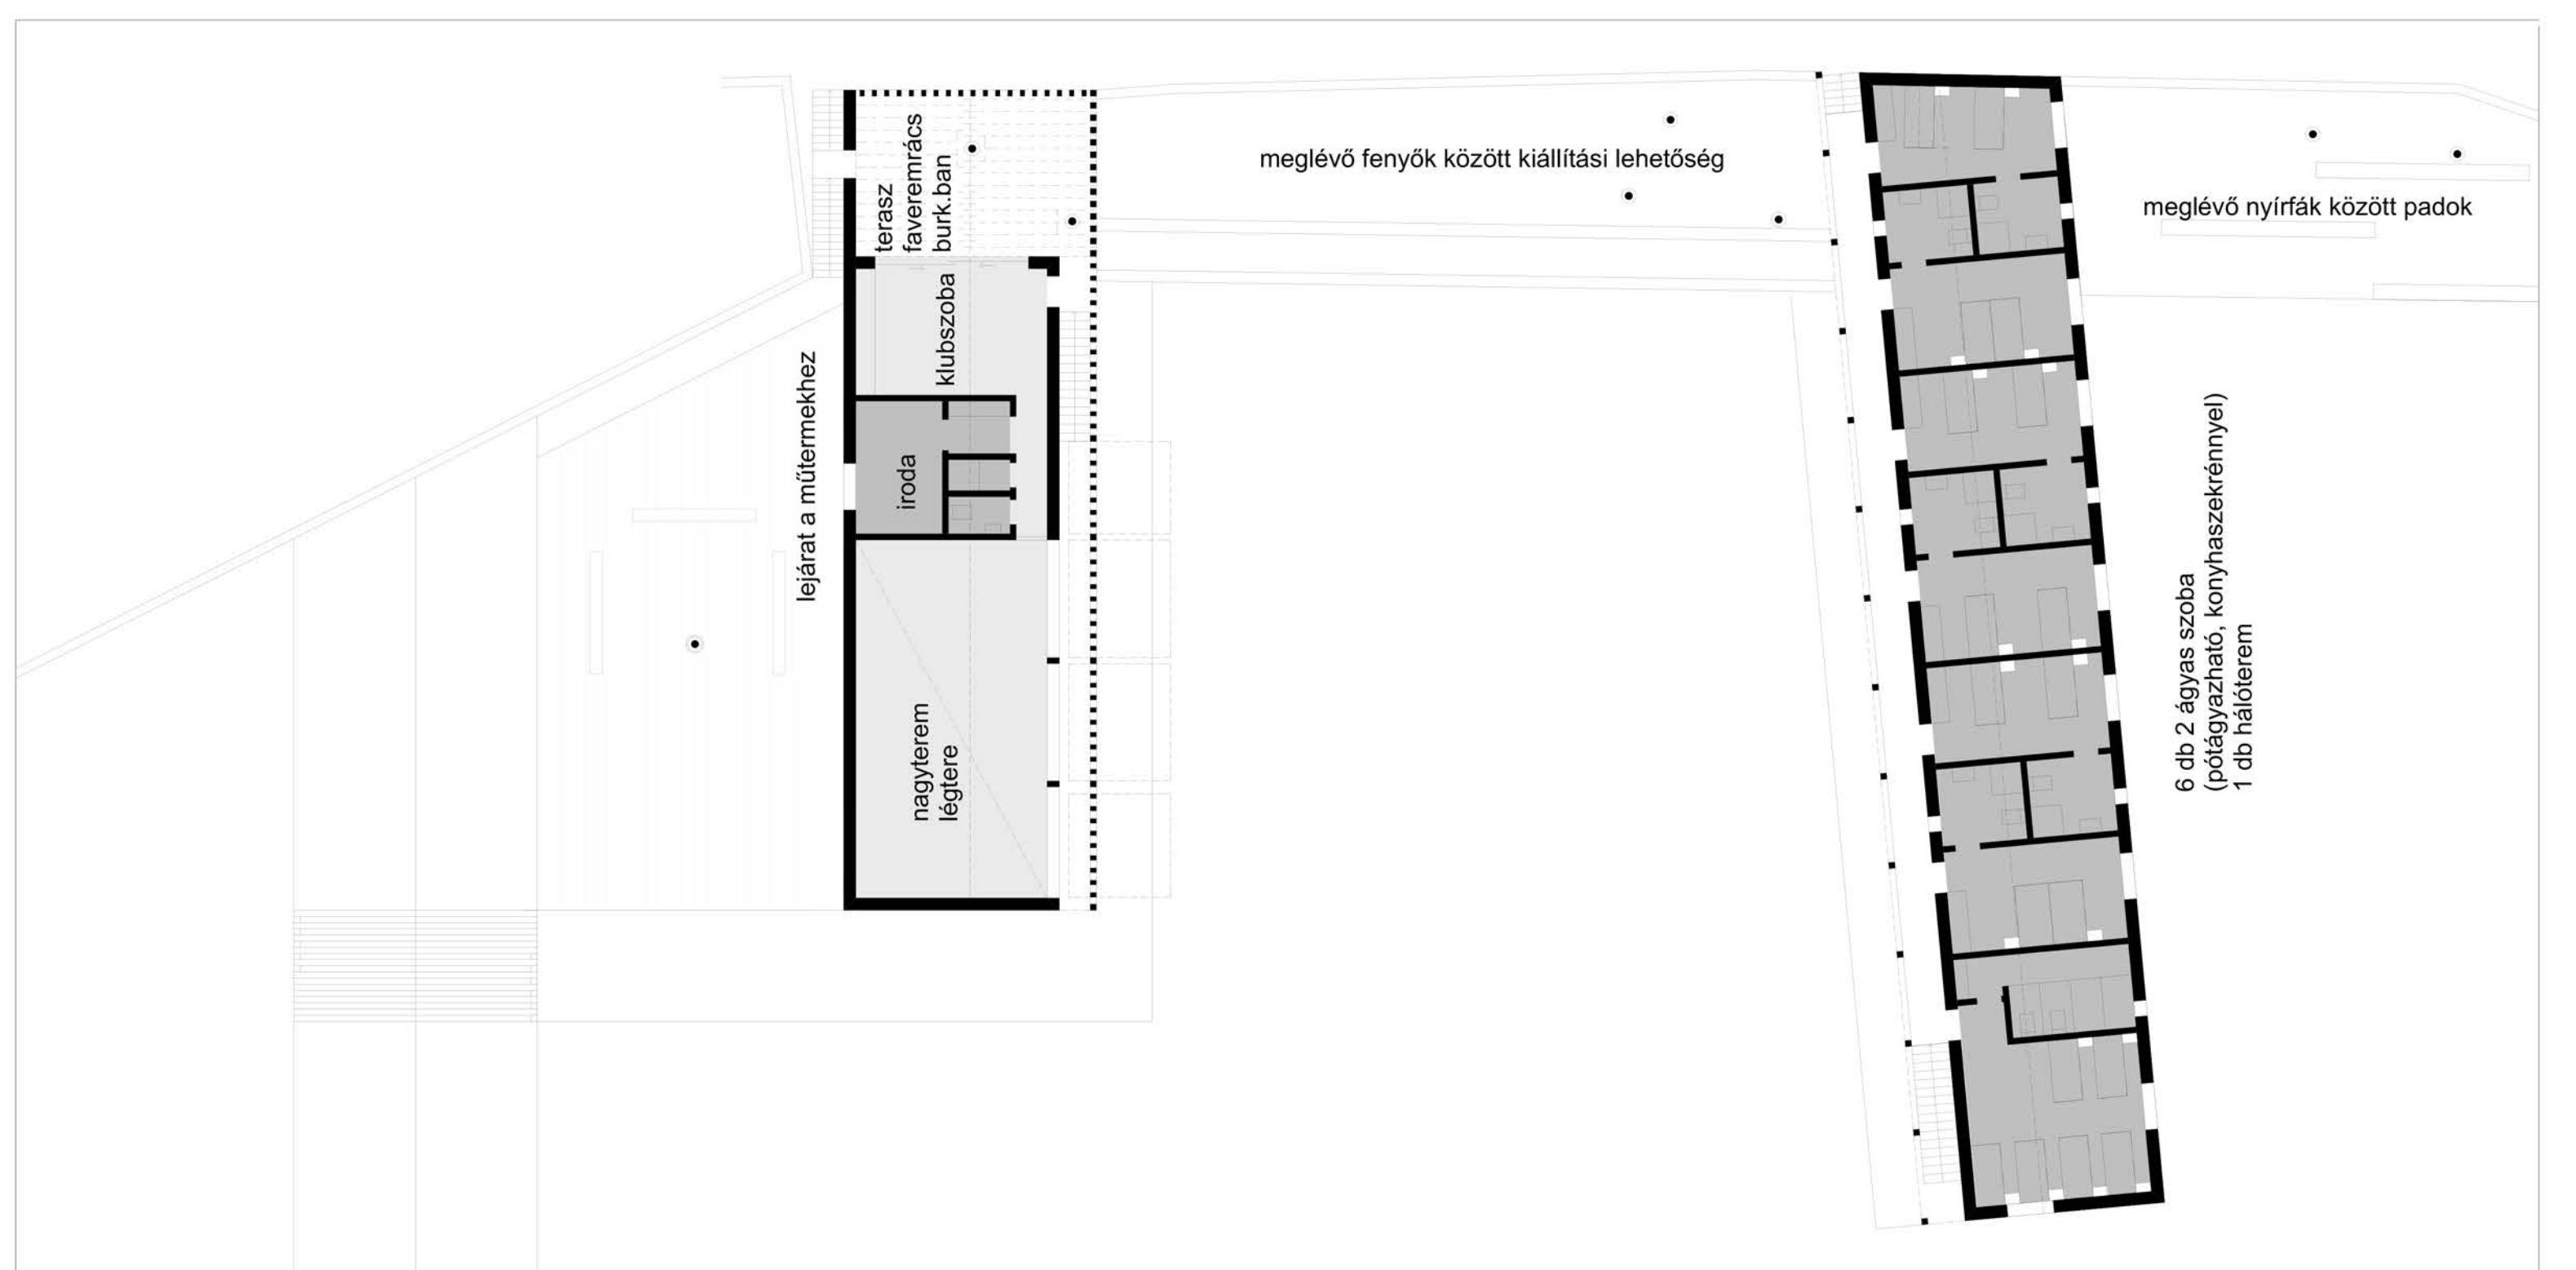 terasz
faveremrács
burk.ban
klubszoba
lejárat a műtermekhez
iroda
nagyterem
légtere
meglévő fenyők között kiállítási lehetőség
meglévő nyírfák között padok
6 db 2 ágyas szoba
(pótágyazható, konyhaszekrénnyel)
1 db hálóterem